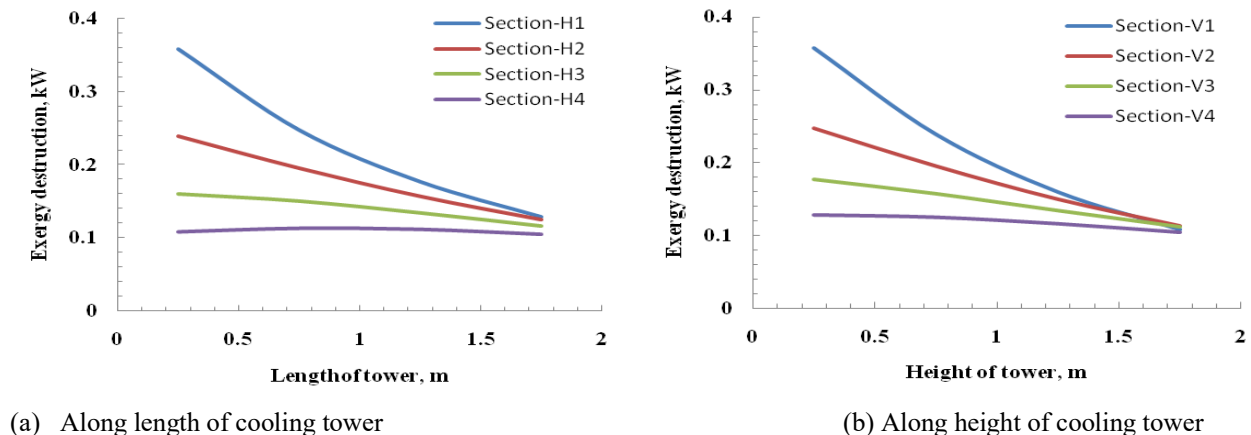 0.4
0.3
0.2
0.1
0
Exergy destruction, kW
0 0.5 1 1.5 2
Lengthof tower, m
Section-H1
Section-H2
Section-H3
Section-H4
(a) Along length of cooling tower
0.4
0.3
0.2
0.1
0
Exergy destruction, kW
0 0.5 1 1.5 2
Height of tower, m
Section-V1
Section-V2
Section-V3
Section-V4
(b) Along height of cooling tower